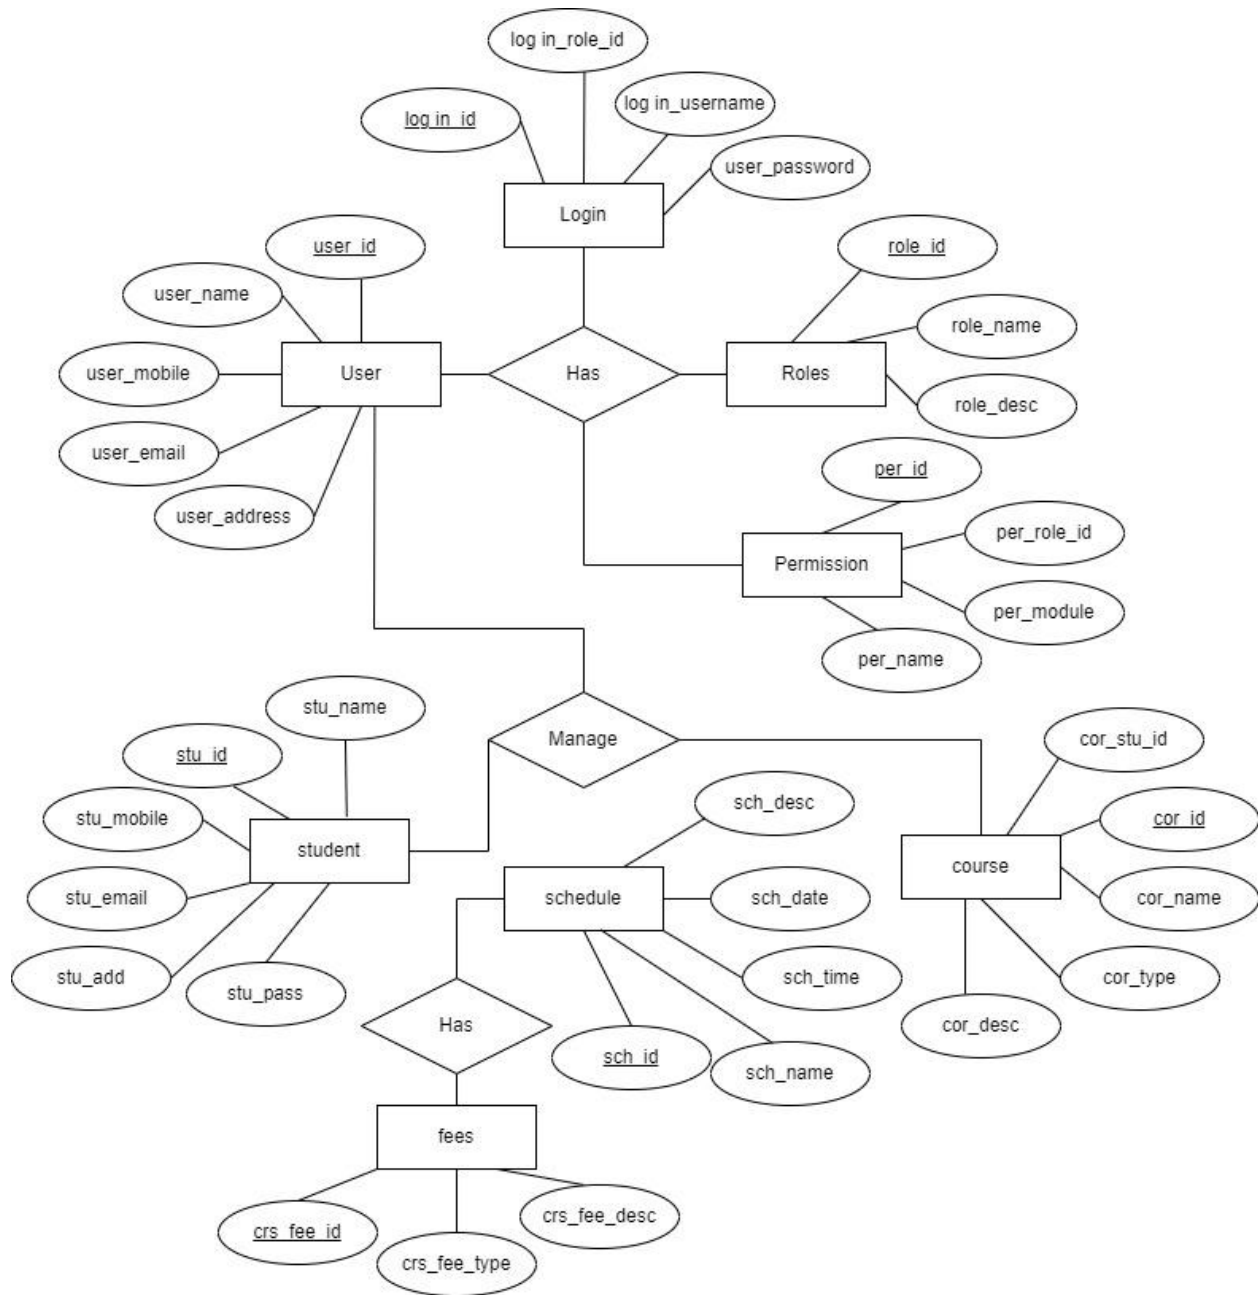 log in_role_id
log in_username
log in_id
user_password
Login
user_id
role_id
user_name
role_name
user_mobile
User
Has
Roles
role_desc
user_email
per_id
user_address
per_role_id
Permission
per_module
per_name
stu_name
cor_stu_id
Manage
stu_id
sch_desc
stu_mobile
cor_id
student
course
stu_email
schedule
sch_date
cor_name
stu_add
sch_time
cor_type
stu_pass
Has
cor_desc
sch_id
sch_name
fees
crs_fee_desc
crs_fee_id
crs_fee_type